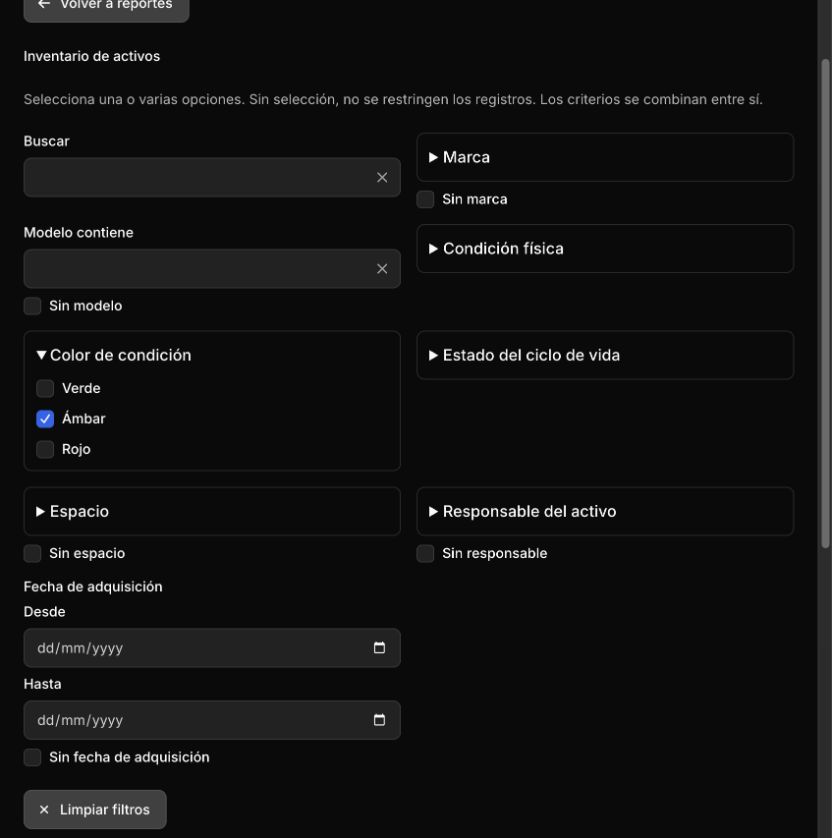 ← Volver a reportes
Inventario de activos
Selecciona una o varias opciones. Sin selección, no se restringen los registros. Los criterios se combinan entre sí.
Buscar
Marca
Sin marca
Modelo contiene
Condición física
Sin modelo
Color de condición
Verde
Ámbar
Rojo
Estado del ciclo de vida
Espacio
Sin espacio
Responsable del activo
Sin responsable
Fecha de adquisición
Desde
dd/mm/yyyy
Hasta
dd/mm/yyyy
Sin fecha de adquisición
× Limpiar filtros